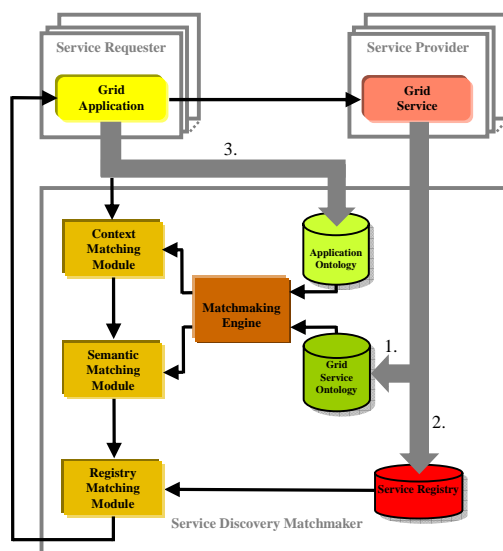 Service Requester
Service Provider
Grid
Application
Grid
Service
3.
Context
Matching
Module
Application
Ontology
Matchmaking
Engine
1.
Semantic
Matching
Module
Grid
Service
Ontology
2.
Registry
Matching
Module
Service Registry
Service Discovery Matchmaker